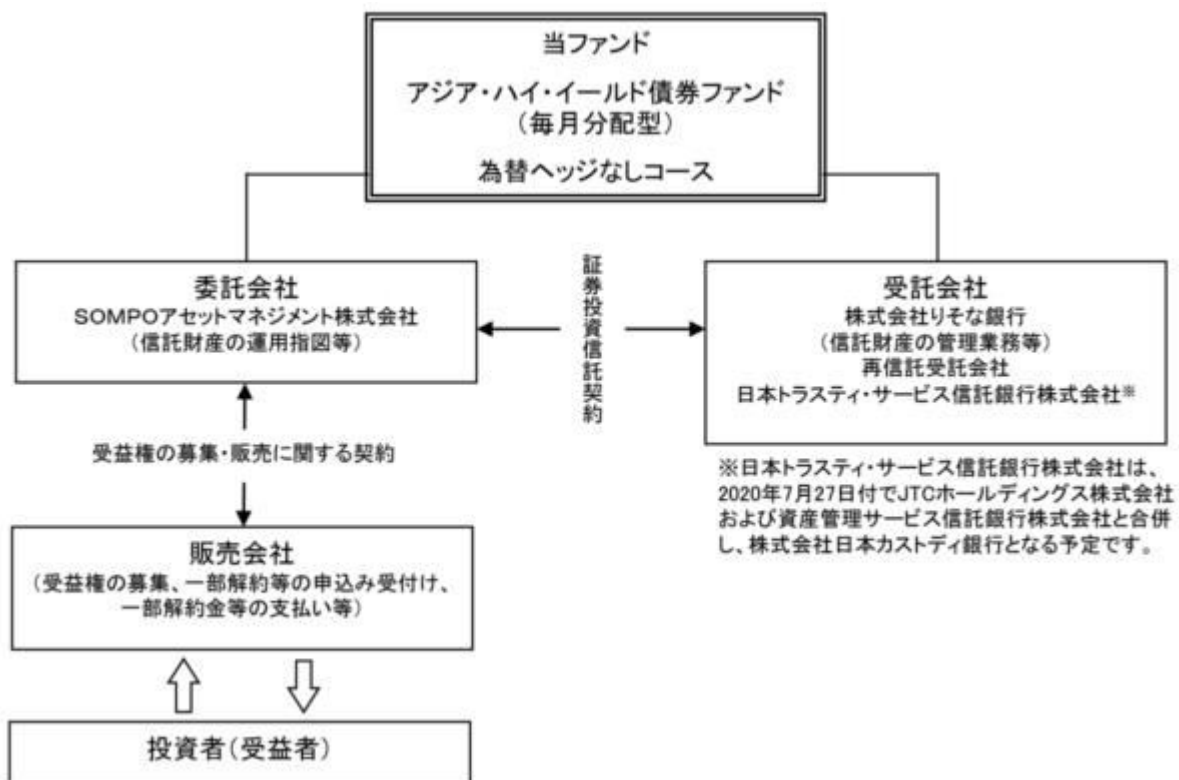 当ファンド
アジア・ハイ・イールド債券ファンド
(毎月分配型)
為替ヘッジなしコース
委託会社
SOMPOアセットマネジメント株式会社
(信託財産の運用指図等)
証券投資信託契約
受託会社
株式会社りそな銀行
(信託財産の管理業務等)
再信託受託会社
日本トラスティ・サービス信託銀行株式会社※
受益権の募集・販売に関する契約
※日本トラスティ・サービス信託銀行株式会社は、
2020年7月27日付でJTCホールディングス株式会社
および資産管理サービス信託銀行株式会社と合併
し、株式会社日本カストディ銀行となる予定です。
販売会社
(受益権の募集、一部解約等の申込み受付け、
一部解約金等の支払い等)
投資者(受益者)